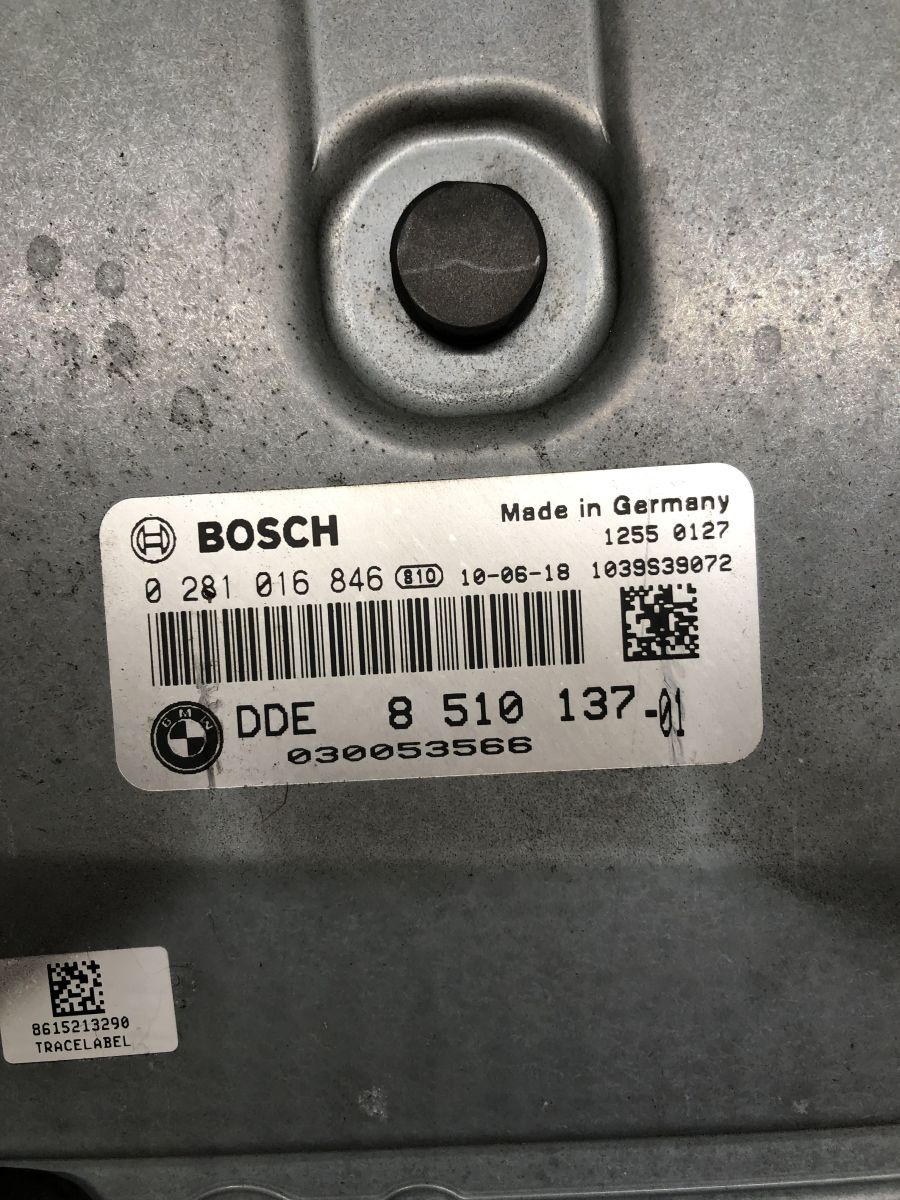 BOSCH
Made in Germany
1255 0127
0 281 016 846 810 10-06-18 1039S39072
BMW DDE 8 510 137-01
030053566
8615213290
TRACELABEL